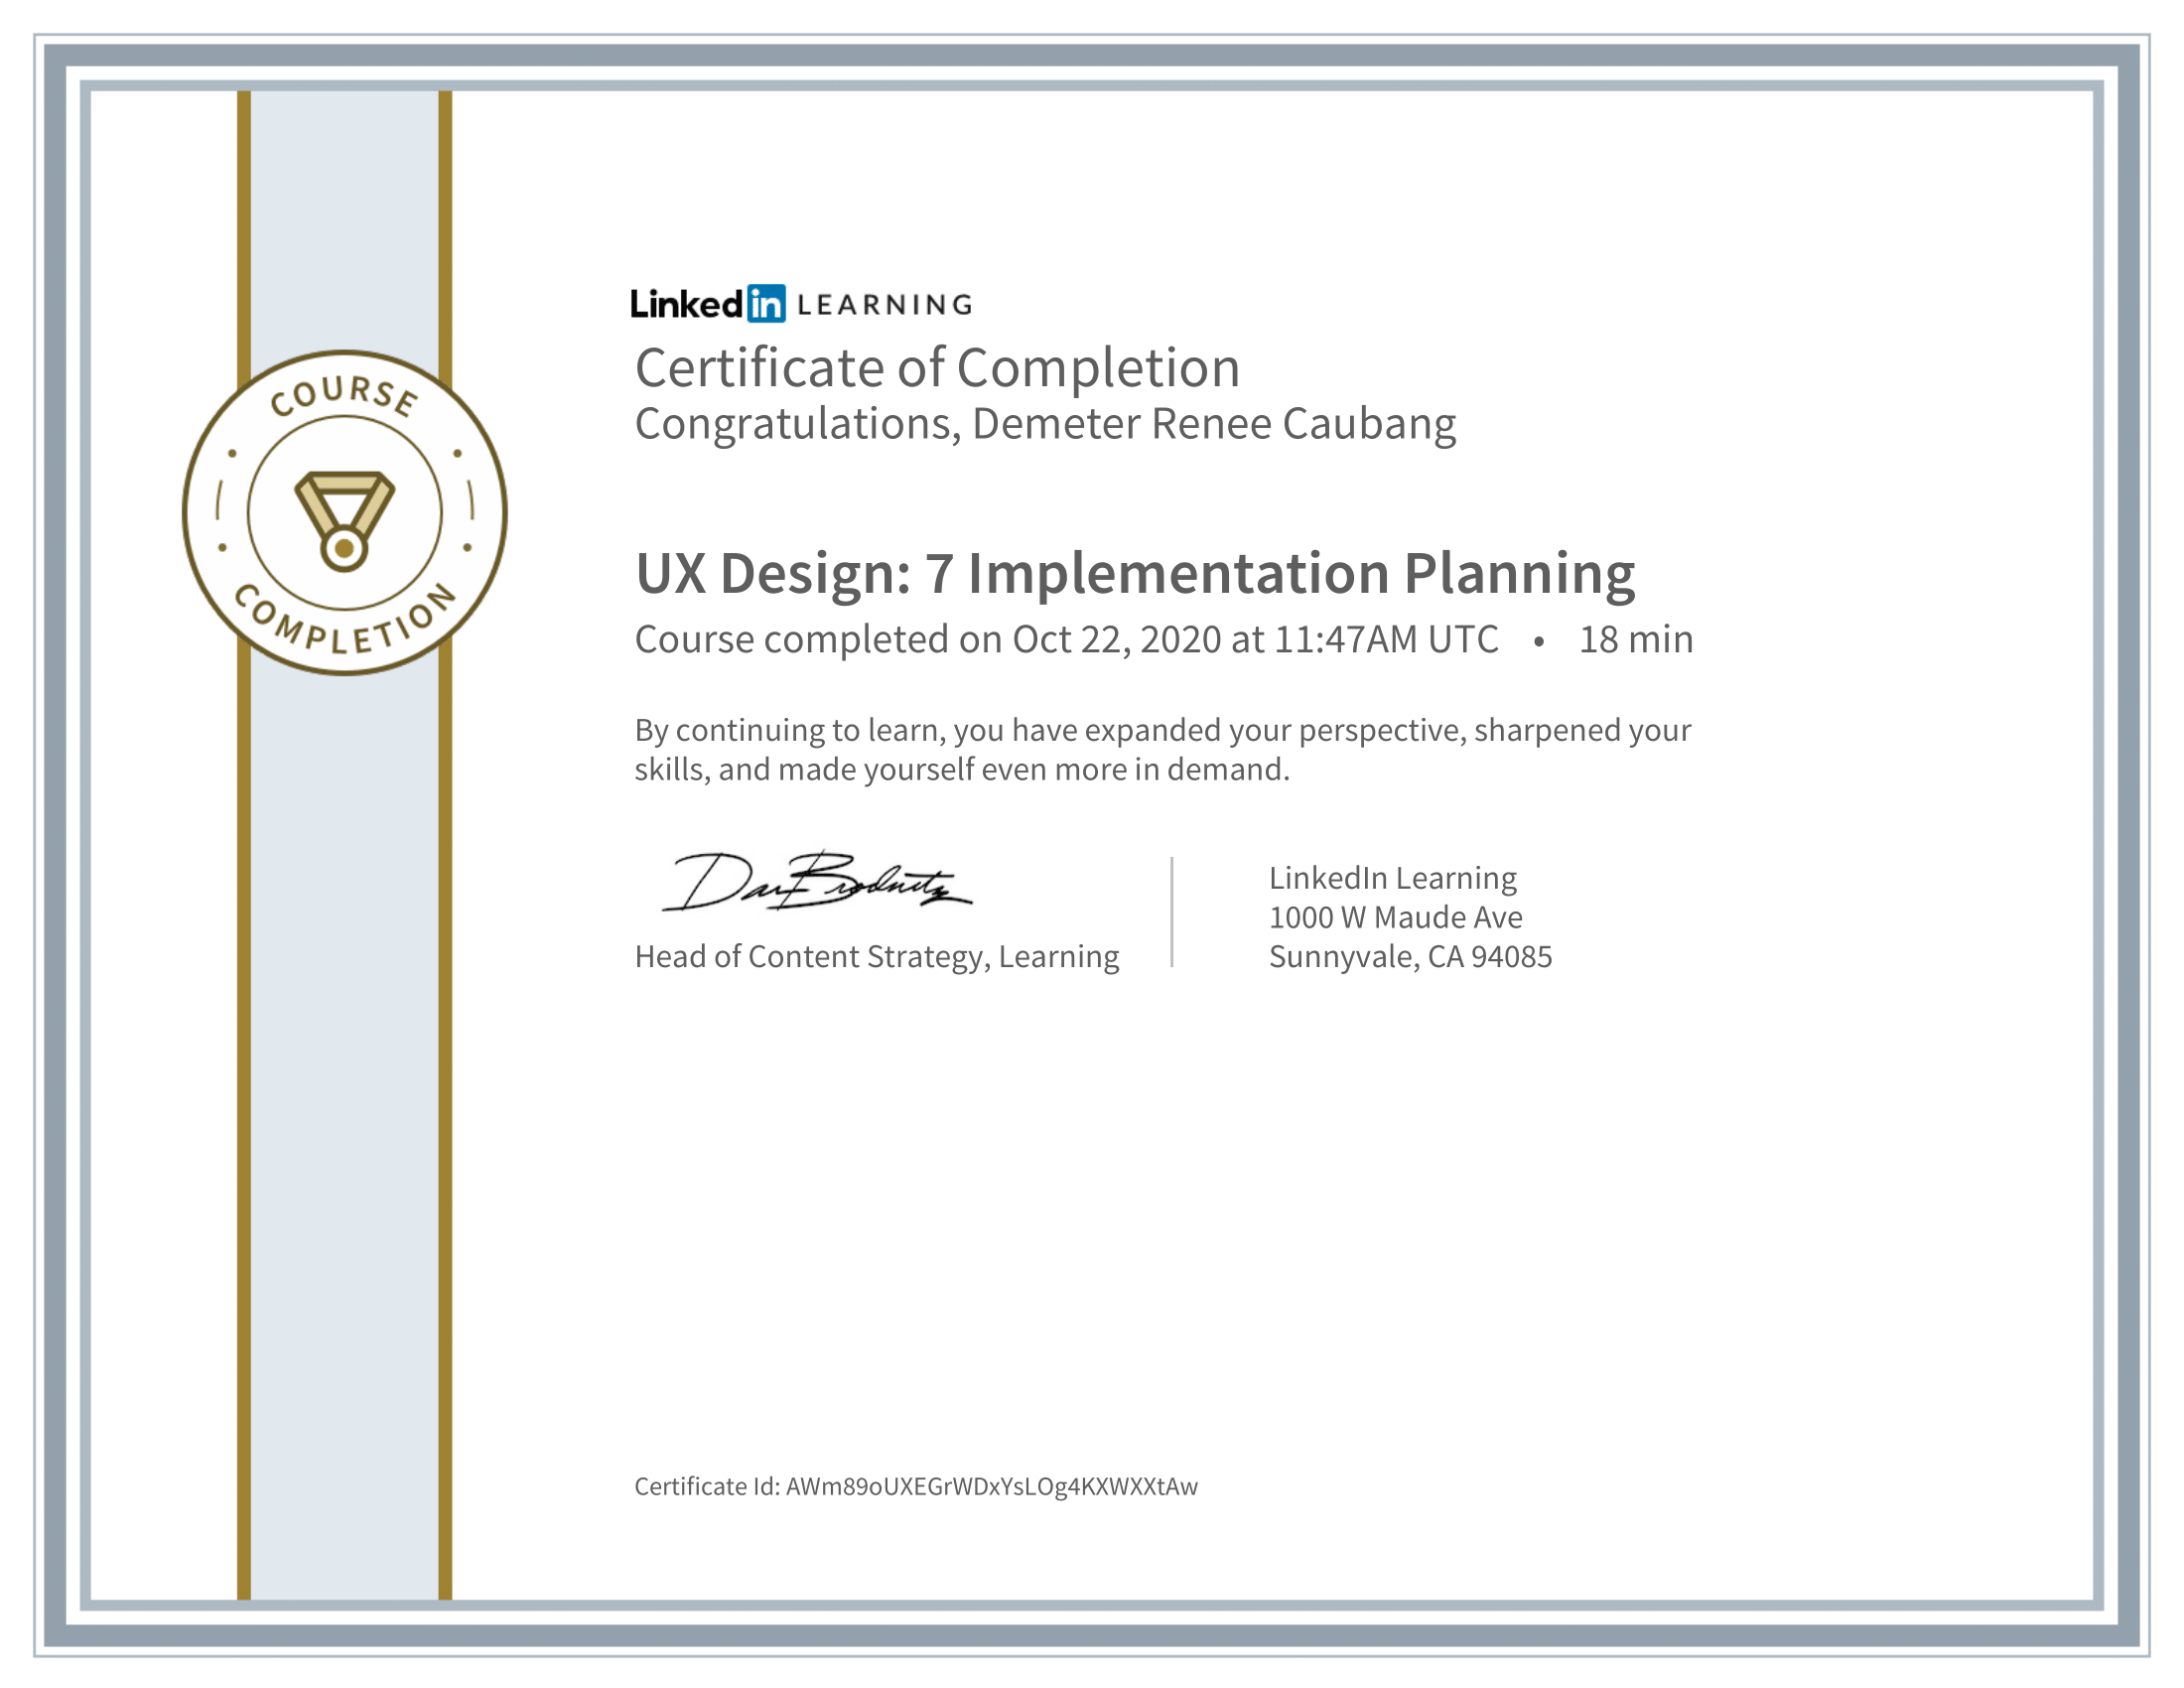 COURSE
COMPLETION
Linked in LEARNING
Certificate of Completion
Congratulations, Demeter Renee Caubang
UX Design: 7 Implementation Planning
Course completed on Oct 22, 2020 at 11:47AM UTC • 18 min
By continuing to learn, you have expanded your perspective, sharpened your
skills, and made yourself even more in demand.
Dan Brodnitz
Head of Content Strategy, Learning
LinkedIn Learning
1000 W Maude Ave
Sunnyvale, CA 94085
Certificate Id: AWm89oUXEGrWDxYsLOg4KXWXXtAw